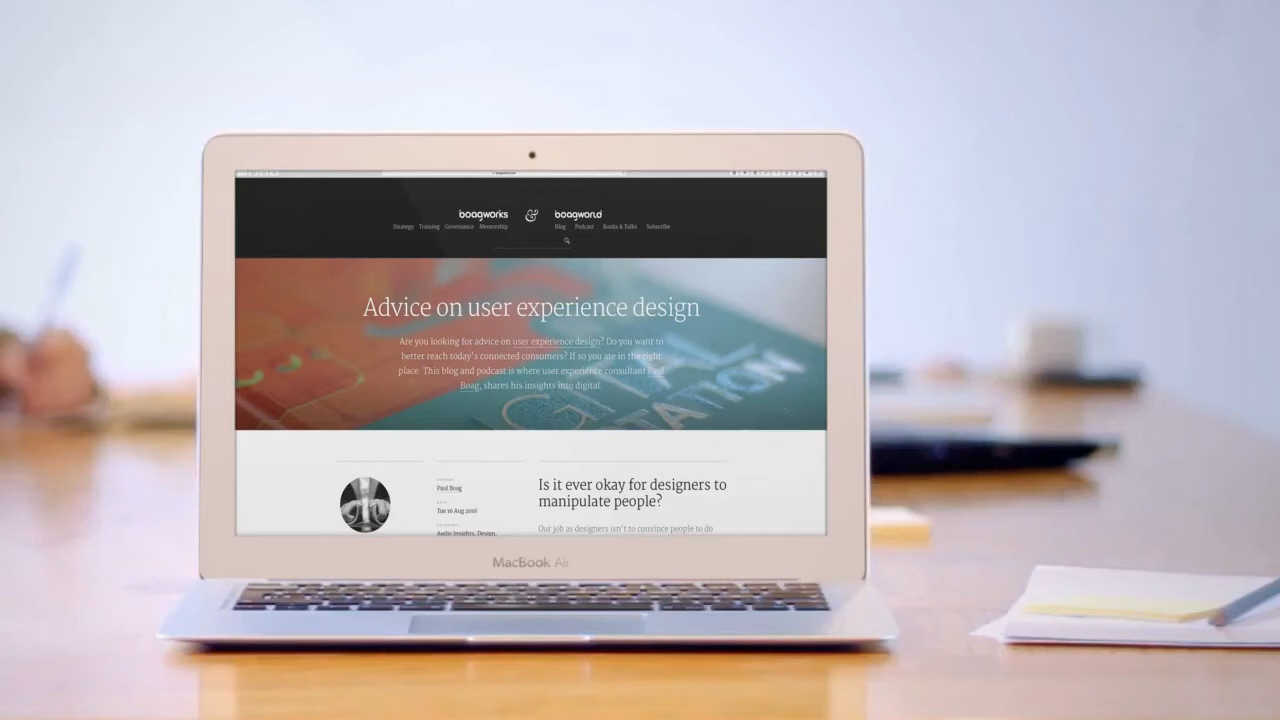 boagworks & boagworld
Strategy Training Governance Mentorship Blog Podcast Books & Talks Subscribe
Advice on user experience design
Are you looking for advice on user experience design? Do you want to
better reach today's connected consumers? If so you are in the right
place. This blog and podcast is where user experience consultant Paul
Boag, shares his insights into digital
Is it ever okay for designers to
manipulate people?
Paul Boag
Tue 16 Aug 2016
Audio Insights, Design,
Our job as designers isn't to convince people to do
MacBook Air